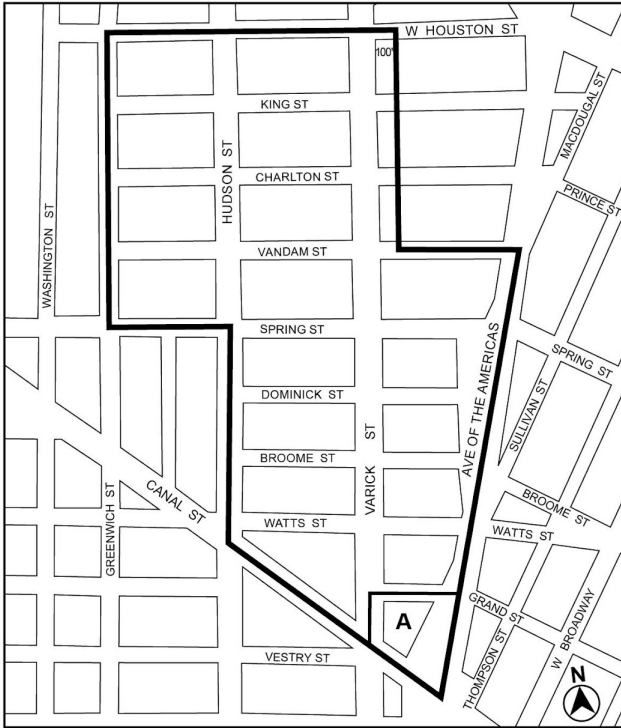 W HOUSTON ST
100'
KING ST
MACDOUGAL ST
HUDSON ST
CHARLTON ST
PRINCE ST
WASHINGTON ST
VANDAM ST
SPRING ST
AVE OF THE AMERICAS
SPRING ST
SULLIVAN ST
DOMINICK ST
VARICK ST
BROOME ST
CANAL ST
GREENWICH ST
BROOME ST
WATTS ST
WATTS ST
GRAND ST
W BROADWAY
A
THOMPSON ST
VESTRY ST
N